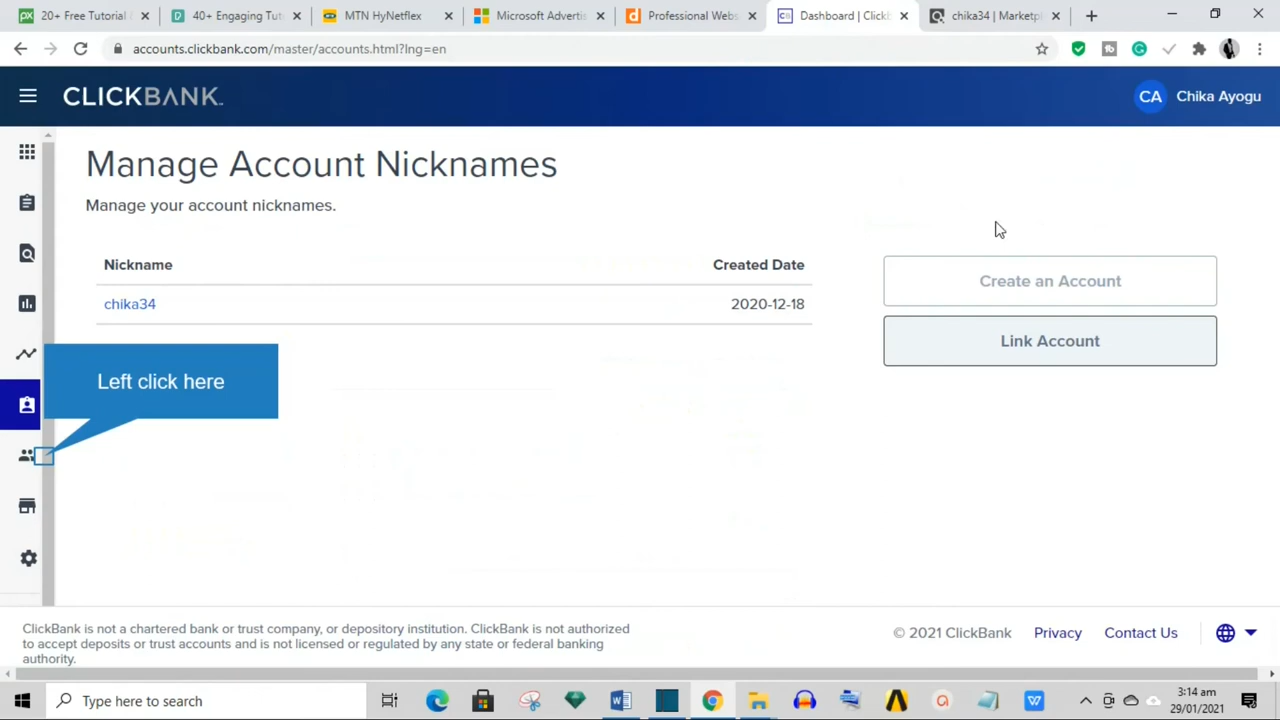 20+ Free Tutorial
40+ Engaging Tut
MTN HyNetflex
Microsoft Advertis
Professional Webs
Dashboard | Click
chika34 | Marketpl
accounts.clickbank.com/master/accounts.html?lng=en
CLICKBANK
CA
Chika Ayogu
Manage Account Nicknames
Manage your account nicknames.
Nickname
Created Date
chika34
2020-12-18
Create an Account
Link Account
Left click here
ClickBank is not a chartered bank or trust company, or depository institution. ClickBank is not authorized
to accept deposits or trust accounts and is not licensed or regulated by any state or federal banking
authority.
© 2021 ClickBank
Privacy
Contact Us
Type here to search
3:14 am
29/01/2021